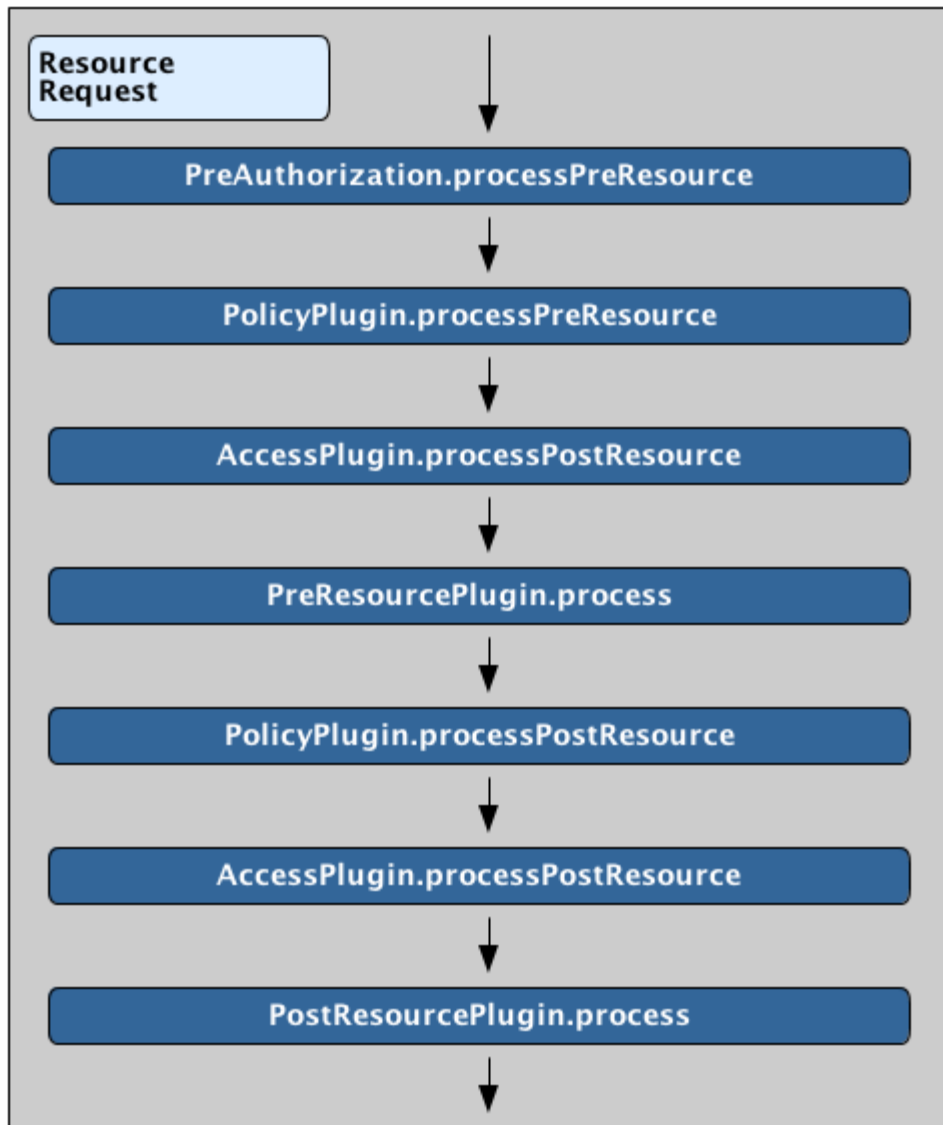 Resource
Request
PreAuthorization.processPreResource
PolicyPlugin.processPreResource
AccessPlugin.processPostResource
PreResourcePlugin.process
PolicyPlugin.processPostResource
AccessPlugin.processPostResource
PostResourcePlugin.process